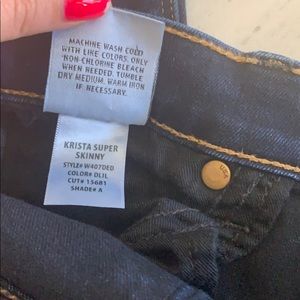 MACHINE WASH COLD
WITH LIKE COLORS. ONLY
NON-CHLORINE BLEACH
WHEN NEEDED. TUMBLE
DRY MEDIUM. WARM IRON
IF NECESSARY.
KRISTA SUPER
SKINNY
STYLE# W407DED
COLOR# DLJL
CUT# 15681
SHADE# A